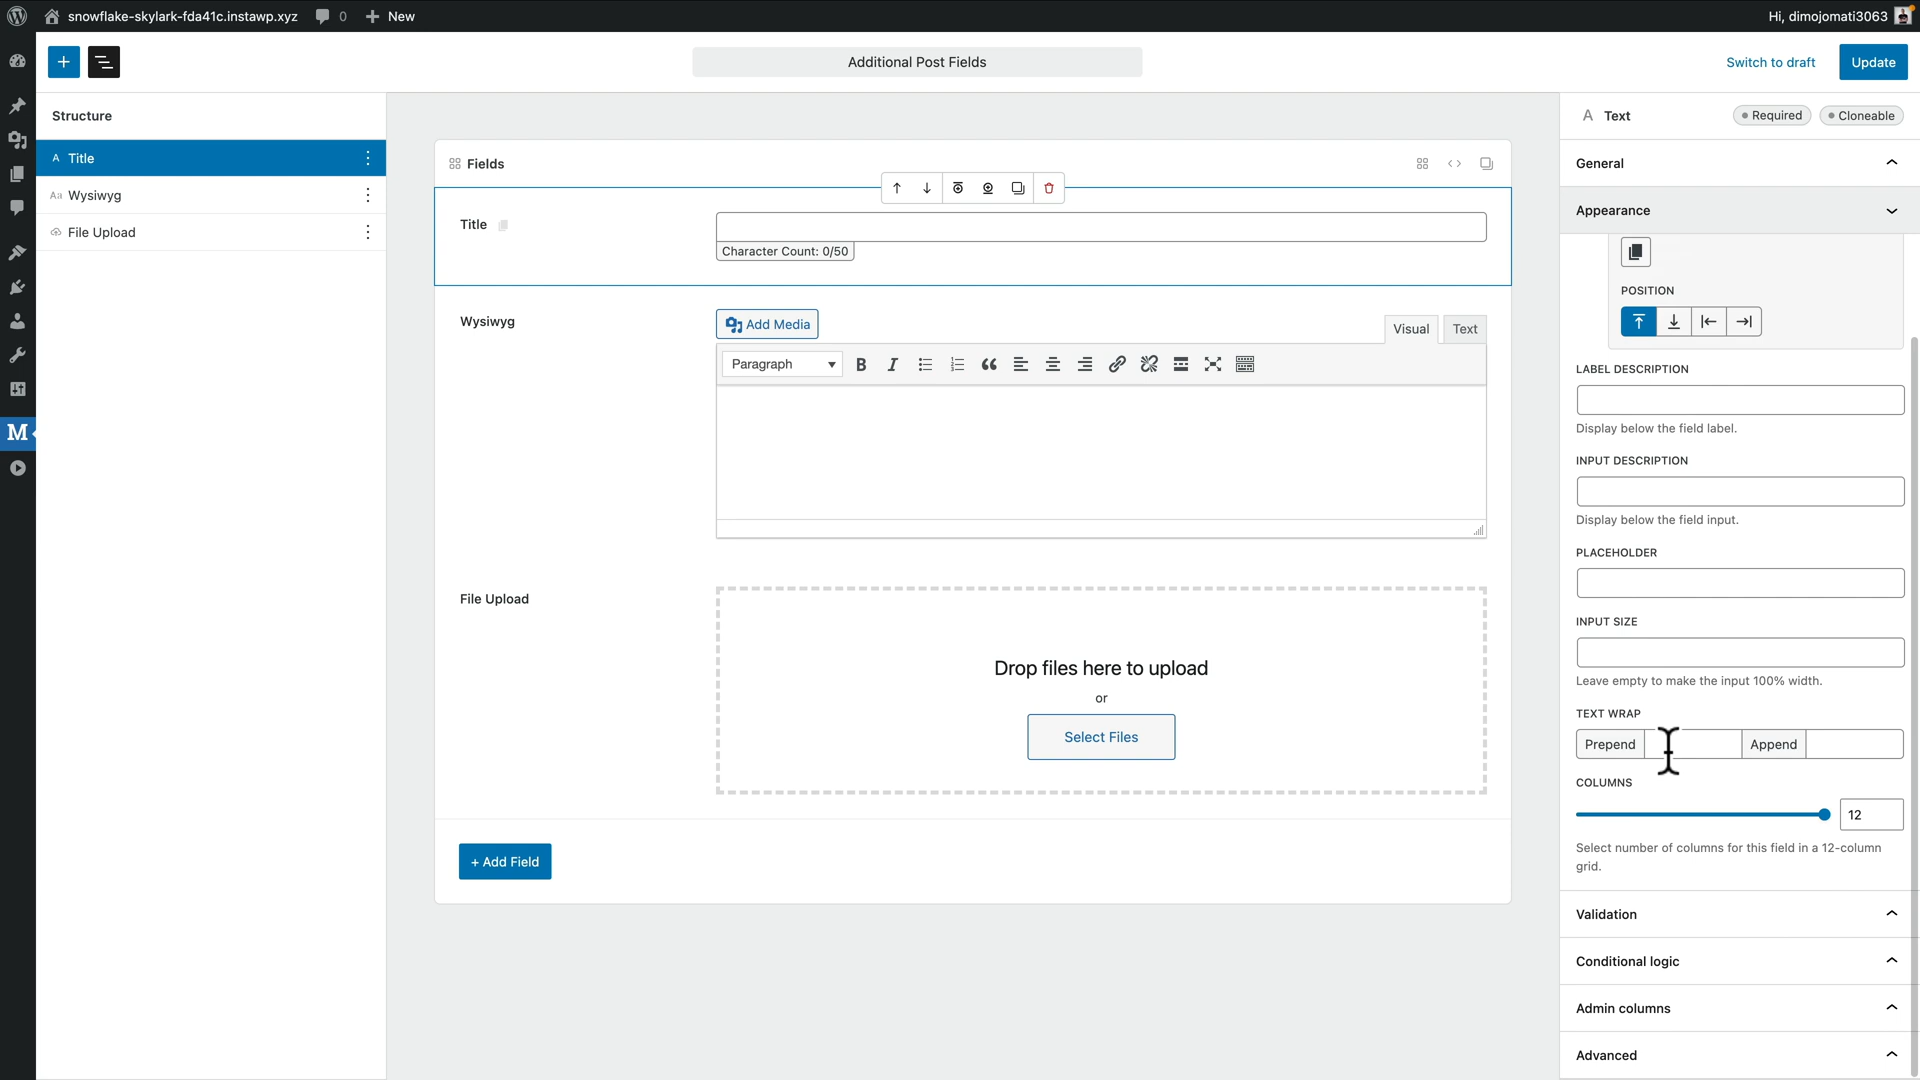 snowflake-skylark-fda41c.instawp.xyz 0 New Hi, dimojomati3063
Additional Post Fields Switch to draft Update
Structure
Title
Wysiwyg
File Upload
Fields
Title
Character Count: 0/50
Wysiwyg
Add Media
Visual Text
Paragraph
File Upload
Drop files here to upload
or
Select Files
+ Add Field
Text Required Cloneable
General
Appearance
POSITION
LABEL DESCRIPTION
Display below the field label.
INPUT DESCRIPTION
Display below the field input.
PLACEHOLDER
INPUT SIZE
Leave empty to make the input 100% width.
TEXT WRAP
Prepend Append
COLUMNS
12
Select number of columns for this field in a 12-column
grid.
Validation
Conditional logic
Admin columns
Advanced